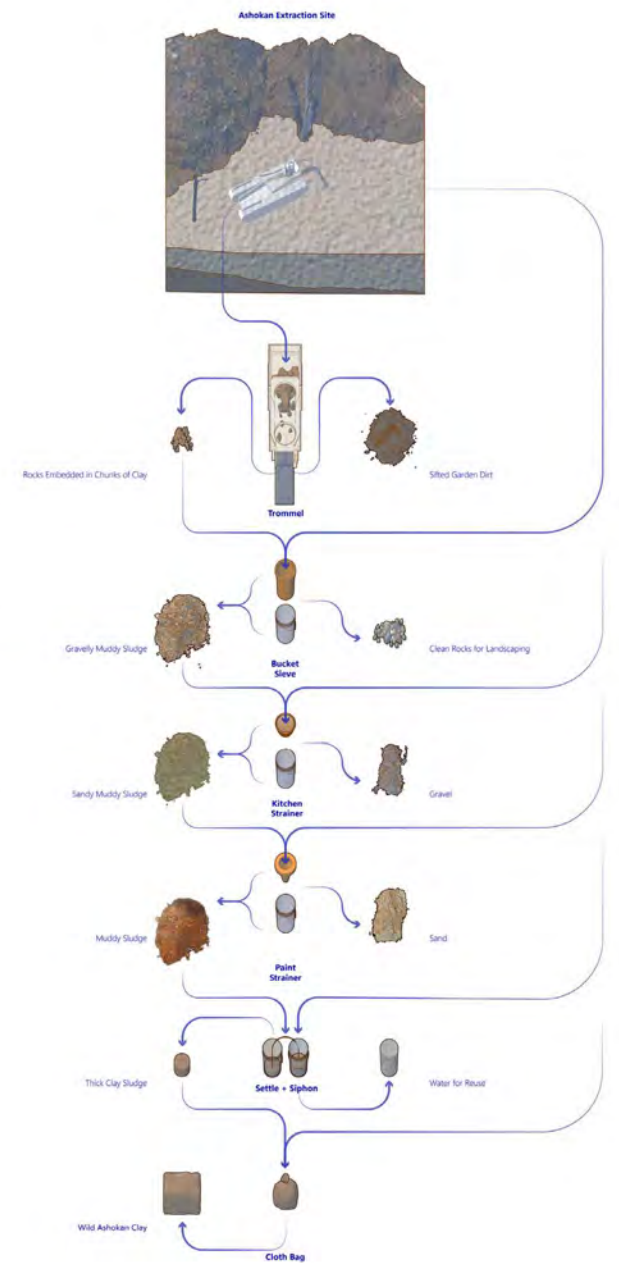 Ashokan Extraction Site
Rocks Embedded in Chunks of Clay
Sifted Garden Dirt
Trommel
Gravelly Muddy Sludge
Clean Rocks for Landscaping
Bucket
Sieve
Sandy Muddy Sludge
Gravel
Kitchen
Strainer
Muddy Sludge
Sand
Paint
Strainer
Thick Clay Sludge
Settle + Siphon
Water for Reuse
Wild Ashokan Clay
Cloth Bag